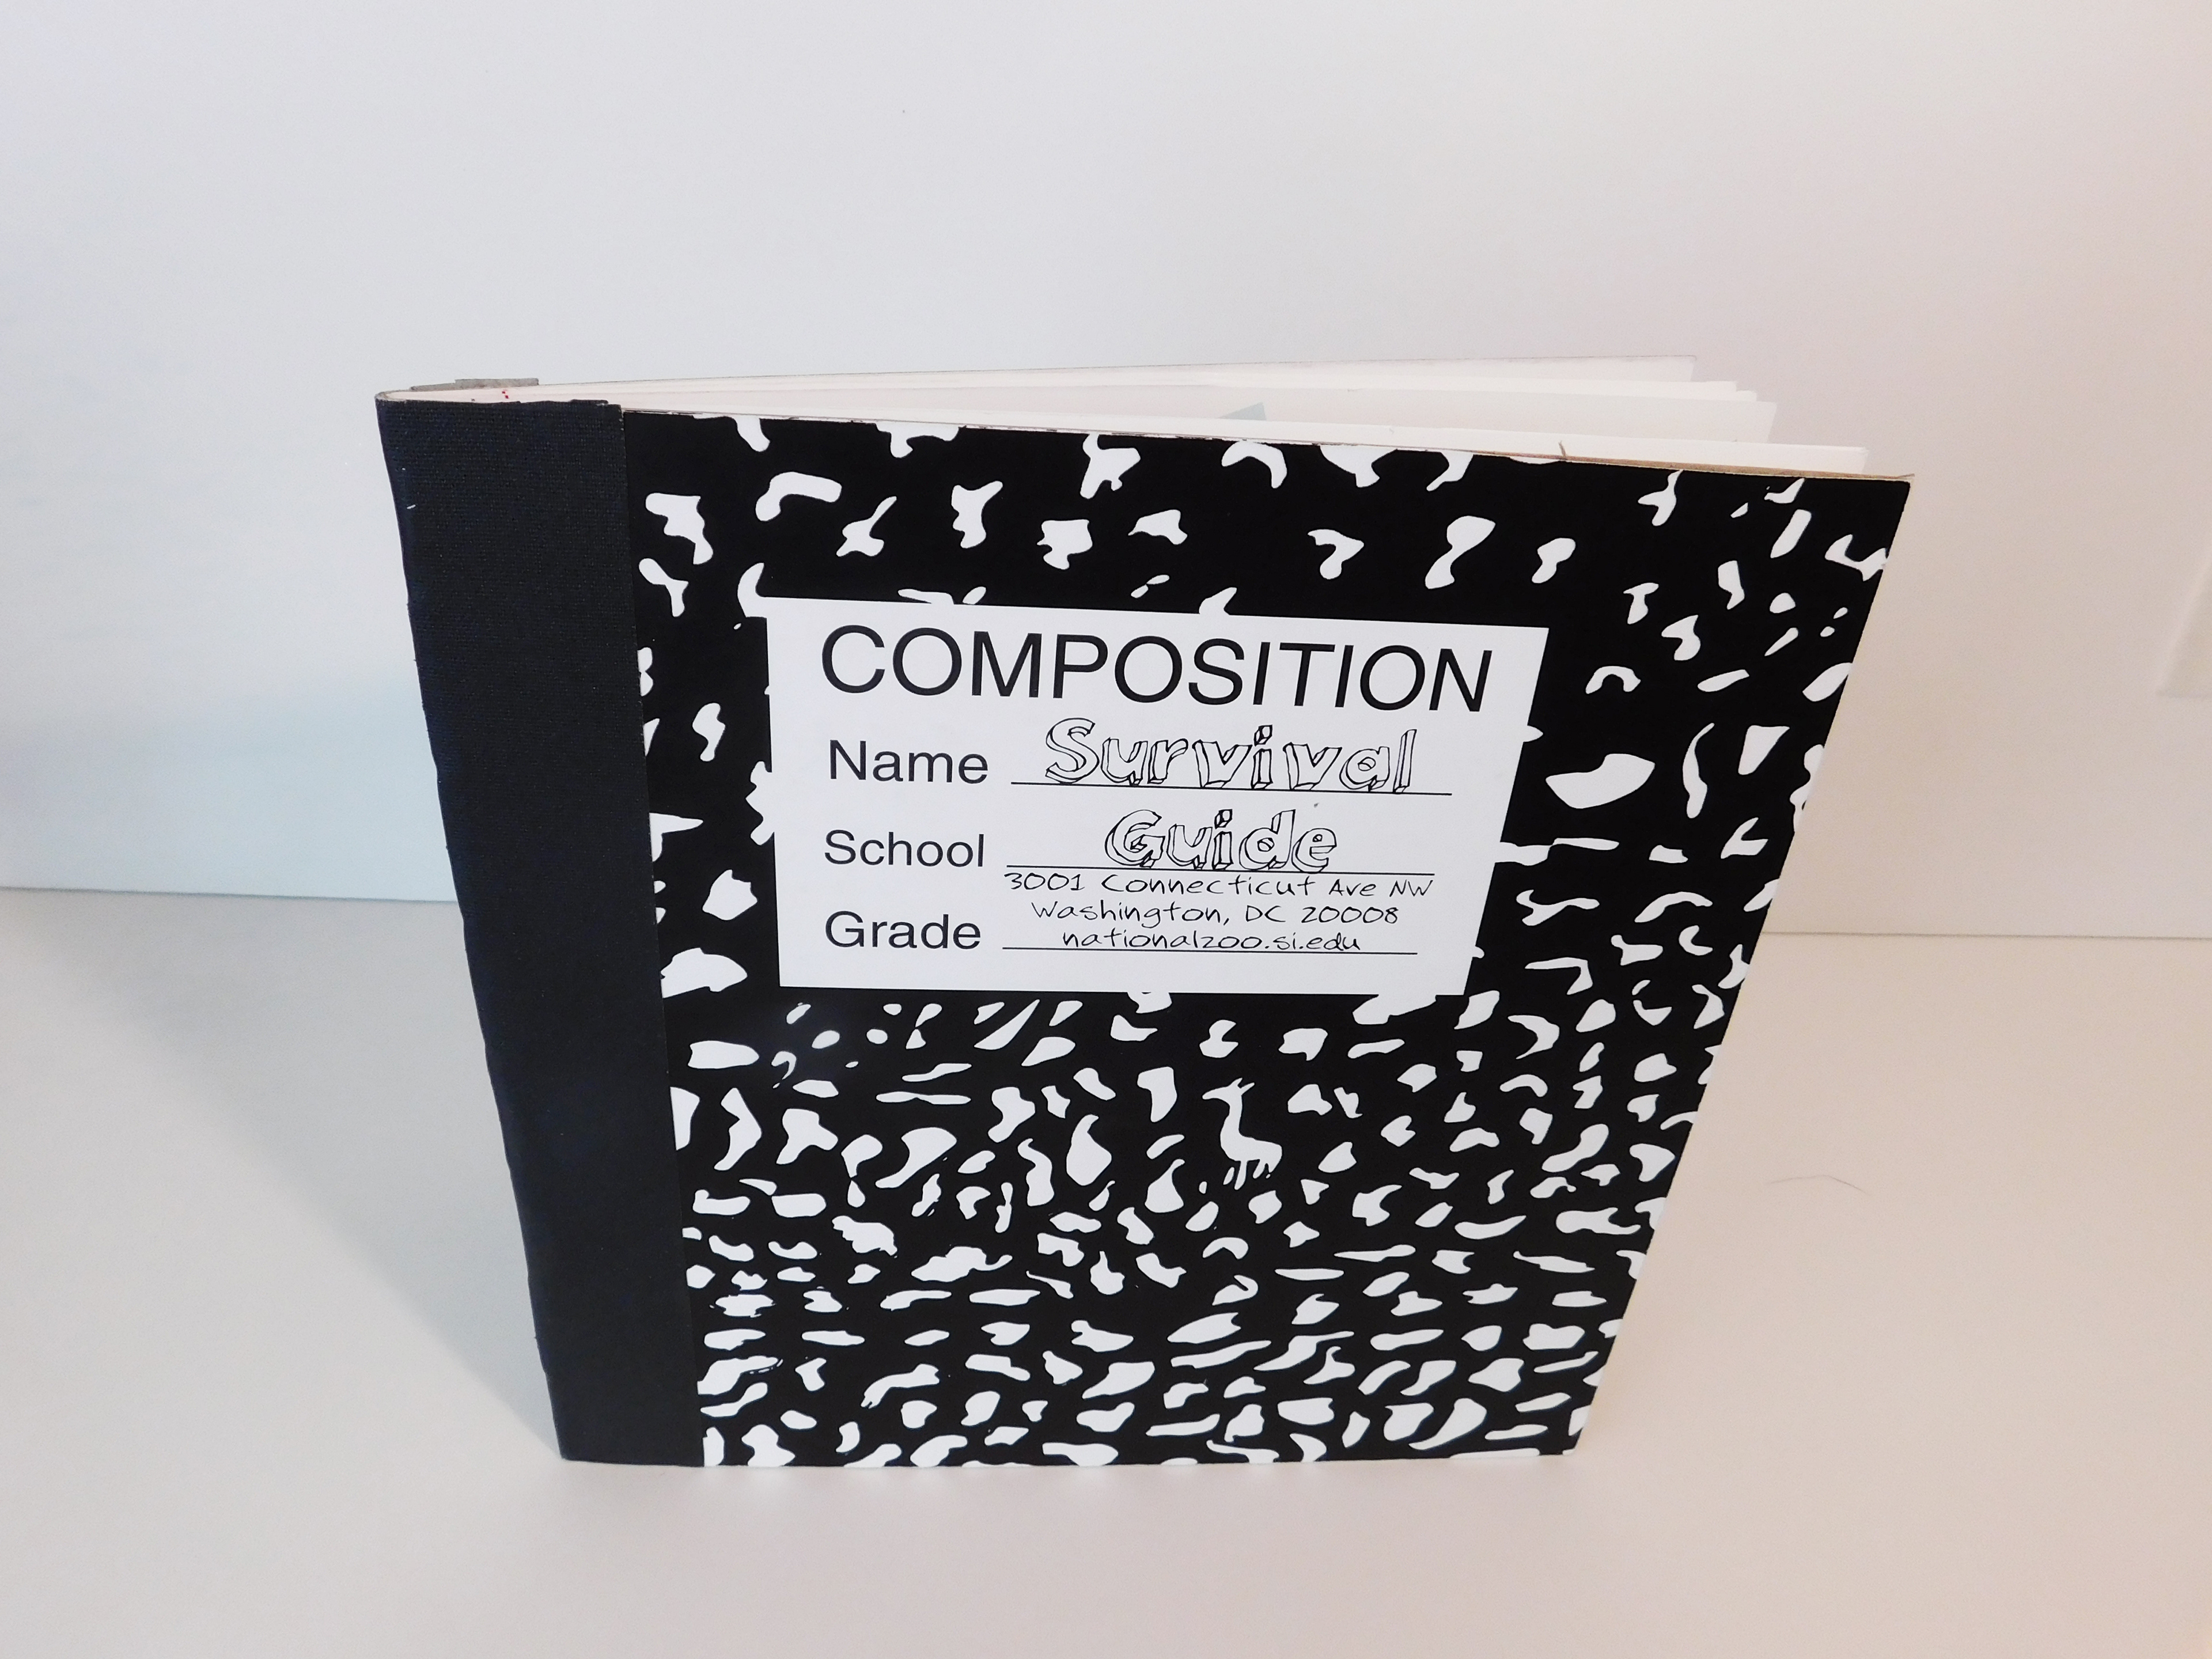 COMPOSITION
Name Survival
School Guide
3001 Connecticut Ave NW
Washington, DC 20008
Grade nationalzoo.si.edu